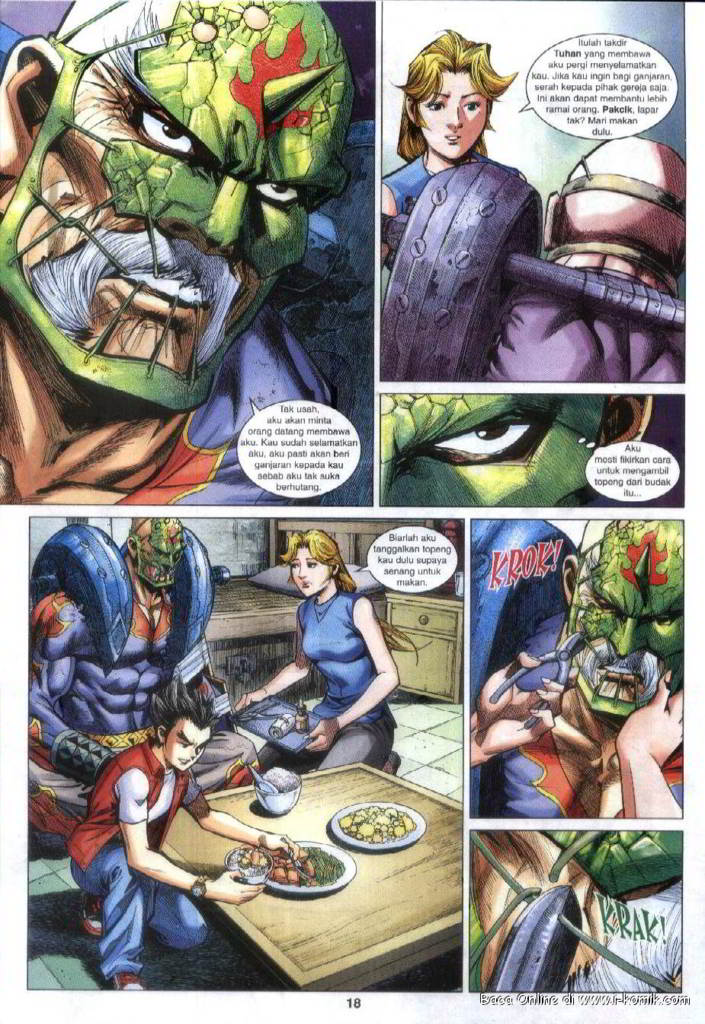 Itulah takdir
Tuhan yang membawa
aku pergi menyelamatkan
kau. Jika kau ingin bagi ganjaran,
serah kepada pihak gereja saja.
Ini akan dapat membantu lebih
ramai orang. Pakcik, lapar
tak? Mari makan
dulu.
Tak usah,
aku akan minta
orang datang membawa
aku. Kau sudah selamatkan
aku, aku pasti akan beri
ganjaran kepada kau
sebab aku tak suka
berhutang.
Aku
mesti fikirkan cara
untuk mengambil
topeng dari budak
itu...
Biarlah aku
tanggalkan topeng
kau dulu supaya
senang untuk
makan.
KROK!
KRAK!
18
Baca Online di www.i-komik.com